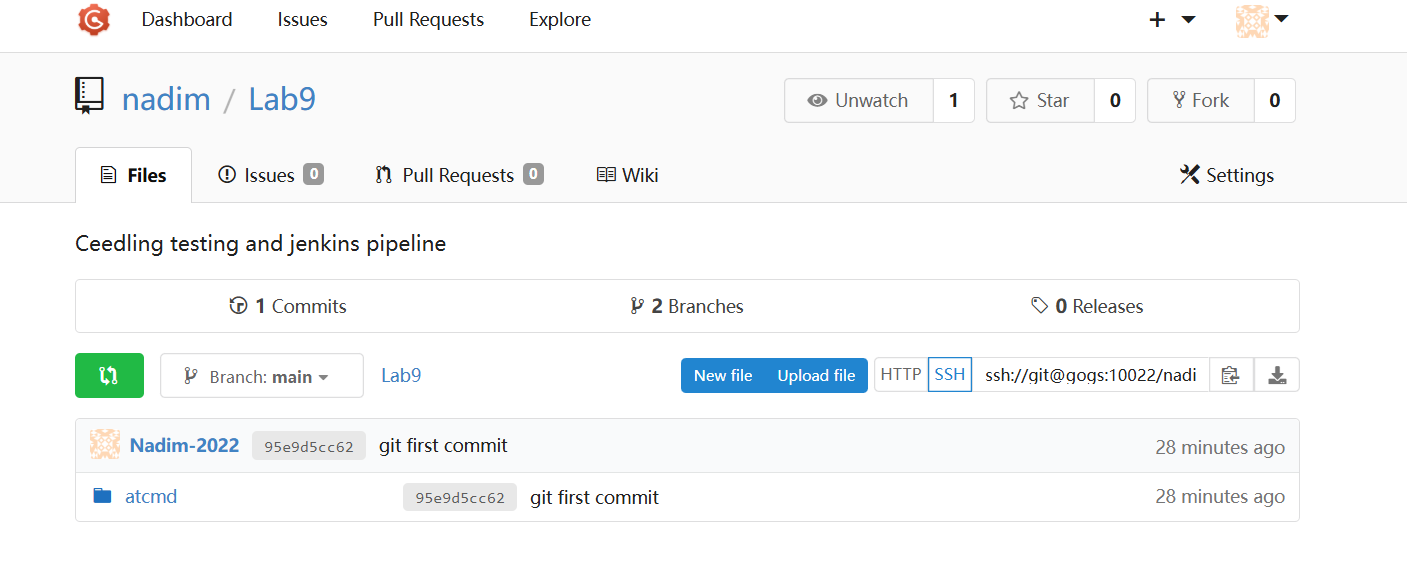 Dashboard Issues Pull Requests Explore
nadim / Lab9 Unwatch 1 Star 0 Fork 0
Files Issues 0 Pull Requests 0 Wiki Settings
Ceedling testing and jenkins pipeline
1 Commits 2 Branches 0 Releases
Branch: main Lab9 New file Upload file HTTP SSH ssh://git@gogs:10022/nadi
Nadim-2022 95e9d5cc62 git first commit 28 minutes ago
atcmd 95e9d5cc62 git first commit 28 minutes ago